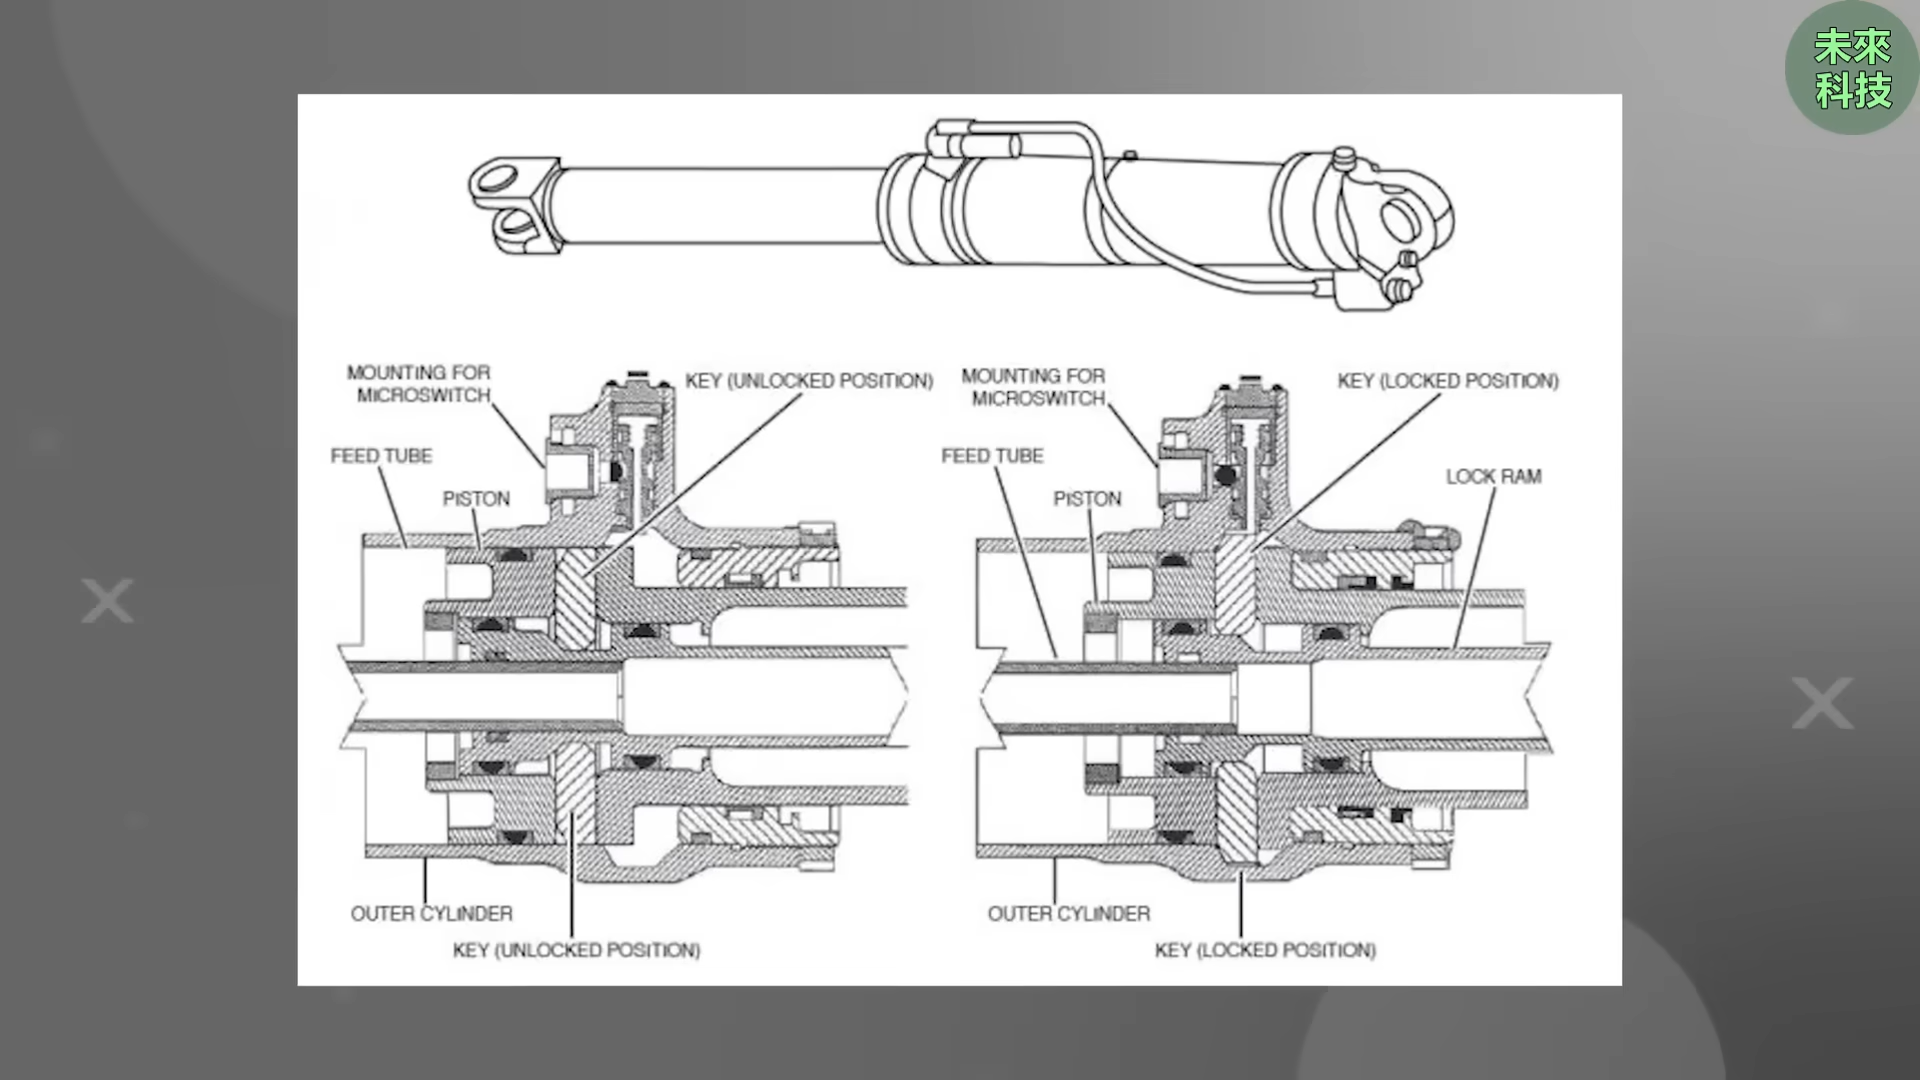 未來
科技
MOUNTING FOR
MICROSWITCH
KEY (UNLOCKED POSITION)
FEED TUBE
PISTON
OUTER CYLINDER
KEY (UNLOCKED POSITION)
MOUNTING FOR
MICROSWITCH
KEY (LOCKED POSITION)
FEED TUBE
LOCK RAM
PISTON
OUTER CYLINDER
KEY (LOCKED POSITION)